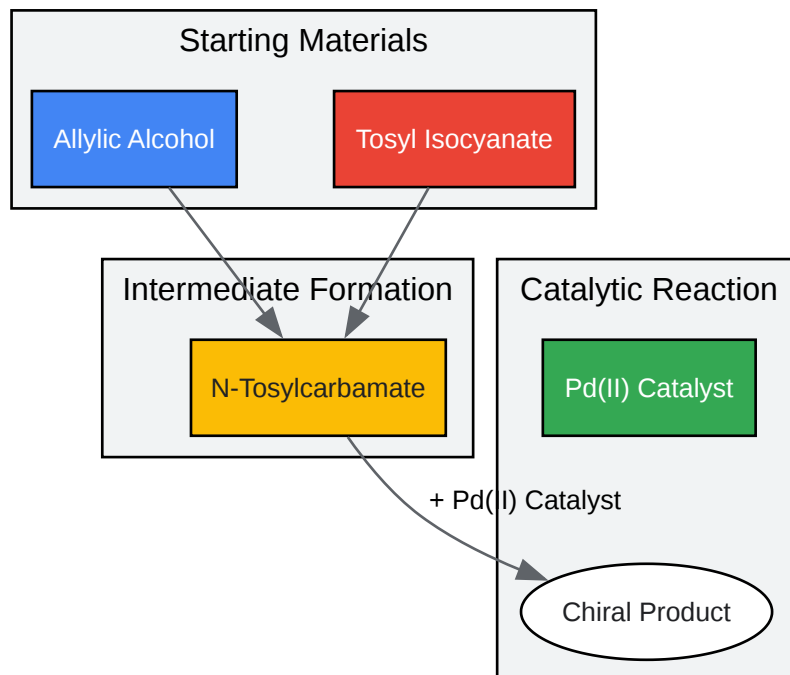 Starting Materials
Allylic Alcohol
Tosyl Isocyanate
Intermediate Formation
N-Tosylcarbamate
Catalytic Reaction
Pd(II) Catalyst
+ Pd(II) Catalyst
Chiral Product